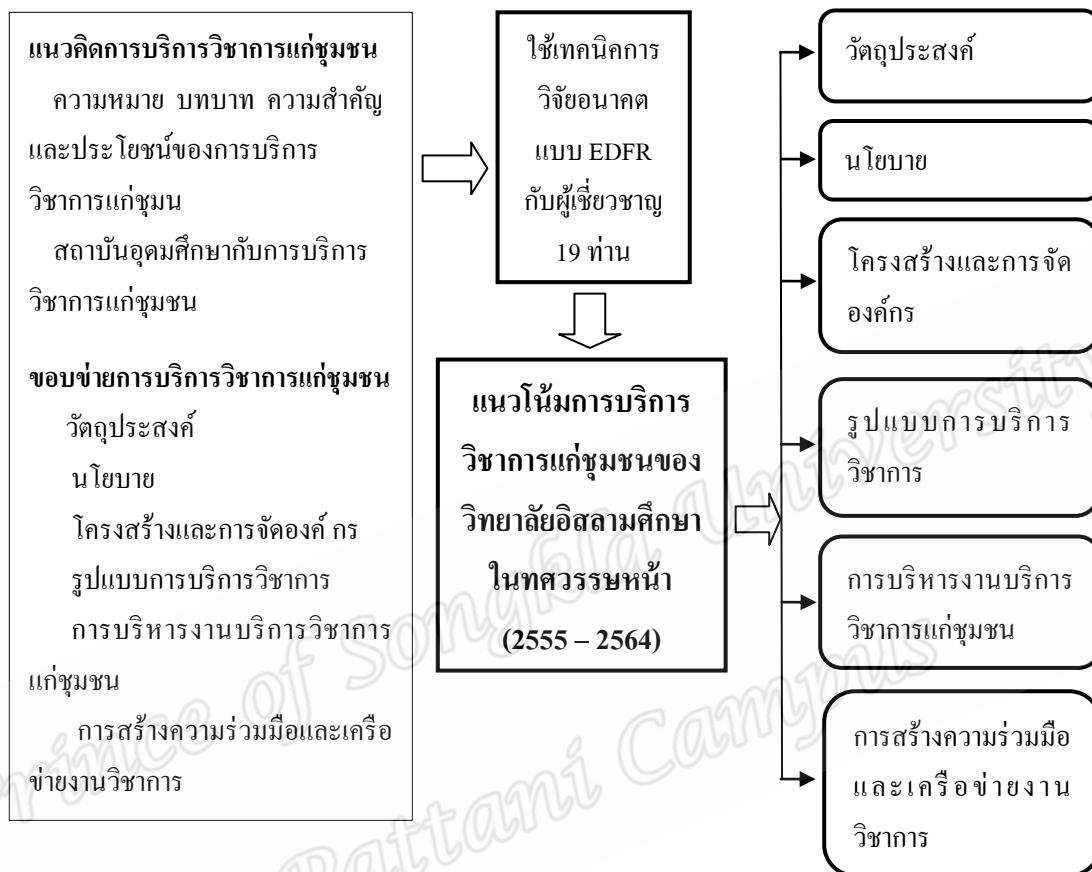 แนวคิดการบริการวิชาการแก่ชุมชน
ความหมาย บทบาท ความสำคัญ
และประโยชน์ของการบริการ
วิชาการแก่ชุมน
สถาบันอุดมศึกษากับการบริการ
วิชาการแก่ชุมชน
ขอบข่ายการบริการวิชาการแก่ชุมชน
วัตถุประสงค์
นโยบาย
โครงสร้างและการจัดองค์ กร
รูปแบบการบริการวิชาการ
การบริหารงานบริการวิชาการ
แก่ชุมชน
การสร้างความร่วมมือและเครือ
ข่ายงานวิชาการ
ใช้เทคนิคการ
วิจัยอนาคต
แบบ EDFR
กับผู้เชี่ยวชาญ
19 ท่าน
แนวโน้มการบริการ
วิชาการแก่ชุมชนของ
วิทยาลัยอิสลามศึกษา
ในทศวรรษหน้า
(2555 – 2564)
วัตถุประสงค์
นโยบาย
โครงสร้างและการจัด
องค์กร
รูปแบบการบริการ
วิชาการ
การบริหารงานบริการ
วิชาการแก่ชุมชน
การสร้างความร่วมมือ
และเครือข่ายงาน
วิชาการ
Prince of Songkla University
Pattani Campus